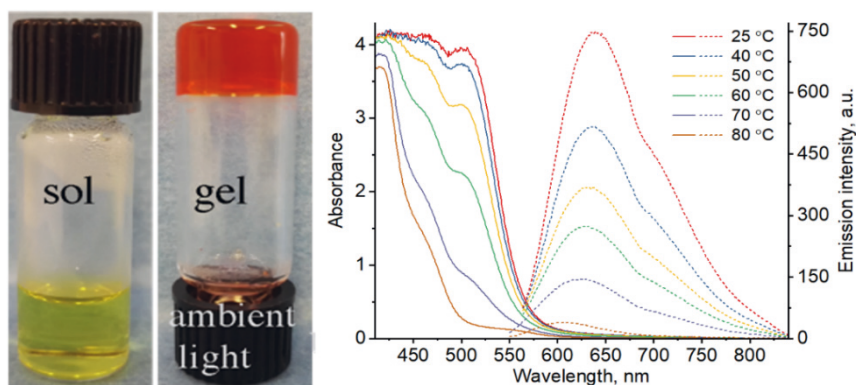 sol
gel
ambient
light
4
3
2
1
0
Absorbance
450
500
550
600
650
700
750
800
Wavelength, nm
25 °C
40 °C
50 °C
60 °C
70 °C
80 °C
750
600
450
300
150
0
Emission intensity, a.u.